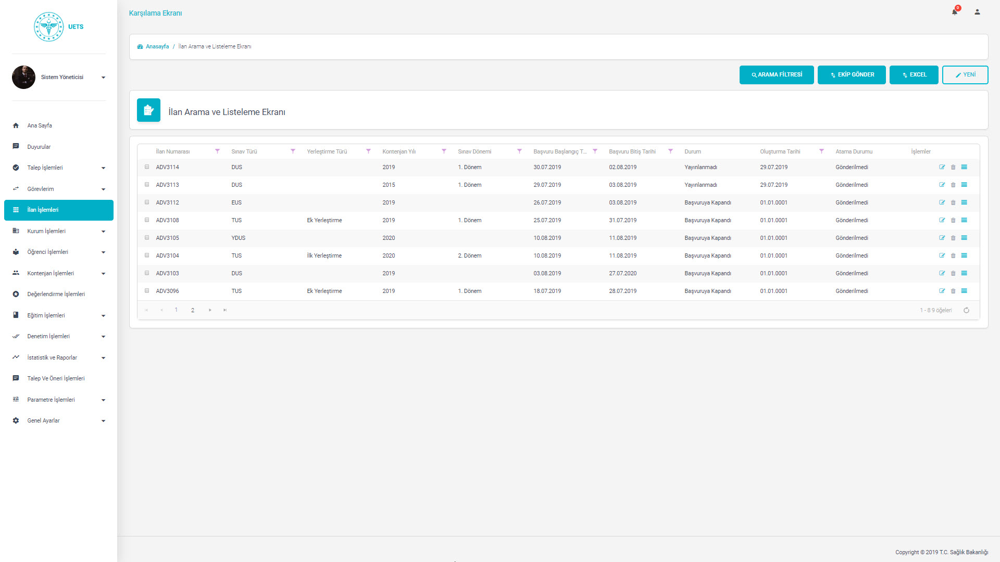 UETS
Karşılama Ekranı
0
Anasayfa / İlan Arama ve Listeleme Ekranı
Sistem Yöneticisi
ARAMA FİLTRESİ
EKİP GÖNDER
EXCEL
YENİ
İlan Arama ve Listeleme Ekranı
Ana Sayfa
Duyurular
Talep İşlemleri
Görevlerim
İlan İşlemleri
Kurum İşlemleri
Öğrenci İşlemleri
Kontenjan İşlemleri
Değerlendirme İşlemleri
Eğitim İşlemleri
Denetim İşlemleri
İstatistik ve Raporlar
Talep Ve Öneri İşlemleri
Parametre İşlemleri
Genel Ayarlar
İlan Numarası Sınav Türü Yerleştirme Türü Kontenjan Yılı Sınav Dönemi Başvuru Başlangıç T... Başvuru Bitiş Tarihi Durum Oluşturma Tarihi Atama Durumu İşlemler
ADV3114 DUS 2019 1. Dönem 30.07.2019 02.08.2019 Yayınlanmadı 29.07.2019 Gönderilmedi
ADV3113 DUS 2015 1. Dönem 29.07.2019 03.08.2019 Yayınlanmadı 29.07.2019 Gönderilmedi
ADV3112 EUS 2019 26.07.2019 03.08.2019 Başvuruya Kapandı 01.01.0001 Gönderilmedi
ADV3108 TUS Ek Yerleştirme 2019 1. Dönem 25.07.2019 31.07.2019 Başvuruya Kapandı 01.01.0001 Gönderilmedi
ADV3105 YDUS 2020 10.08.2019 11.08.2019 Başvuruya Kapandı 01.01.0001 Gönderilmedi
ADV3104 TUS İlk Yerleştirme 2020 2. Dönem 10.08.2019 11.08.2019 Başvuruya Kapandı 01.01.0001 Gönderilmedi
ADV3103 DUS 2019 03.08.2019 27.07.2020 Başvuruya Kapandı 01.01.0001 Gönderilmedi
ADV3096 TUS Ek Yerleştirme 2019 1. Dönem 18.07.2019 28.07.2019 Başvuruya Kapandı 01.01.0001 Gönderilmedi
1 2 1 - 8 9 öğeleri
Copyright © 2019 T.C. Sağlık Bakanlığı